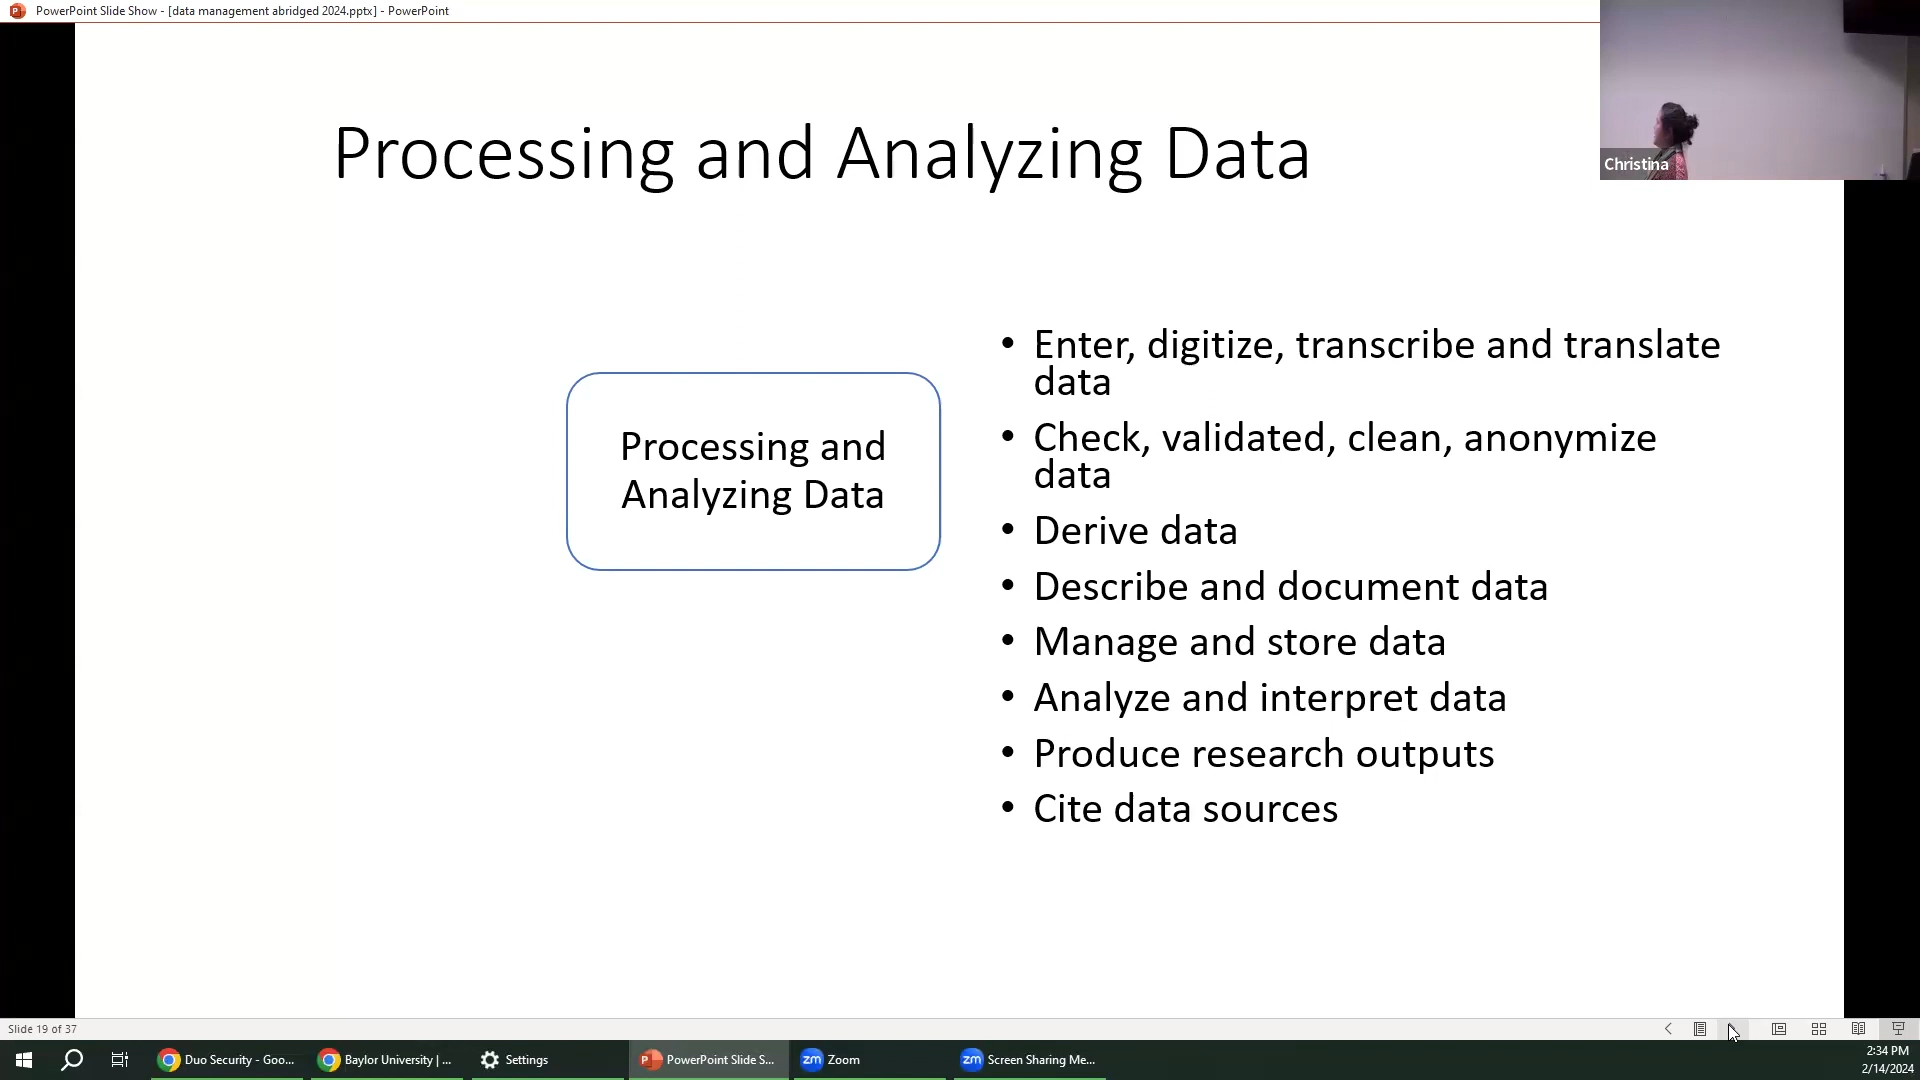 PowerPoint Slide Show - [data management abridged 2024.pptx] - PowerPoint
Christina
Processing and Analyzing Data
Processing and
Analyzing Data
• Enter, digitize, transcribe and translate
data
• Check, validated, clean, anonymize
data
• Derive data
• Describe and document data
• Manage and store data
• Analyze and interpret data
• Produce research outputs
• Cite data sources
Slide 19 of 37
Duo Security - Goo...
Baylor University | ...
Settings
PowerPoint Slide S...
zm Zoom
zm Screen Sharing Me...
2:34 PM
2/14/2024